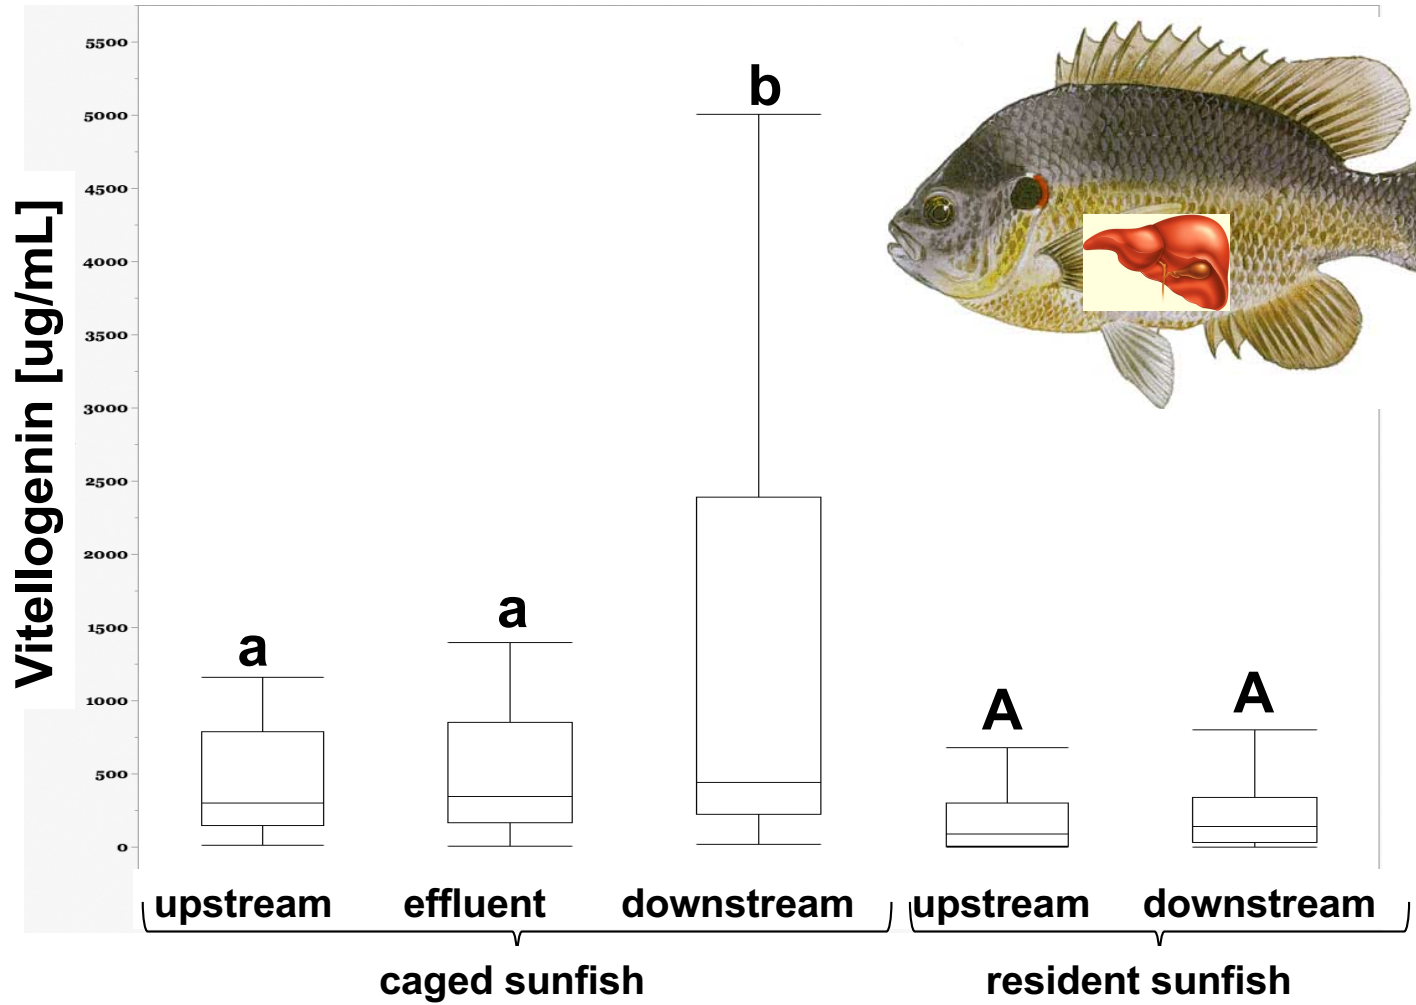 Vitellogenin [ug/mL]
5500
5000
4500
4000
3500
3000
2500
2000
1500
1000
500
0
a
a
b
A
A
upstream
effluent
downstream
upstream
downstream
caged sunfish
resident sunfish